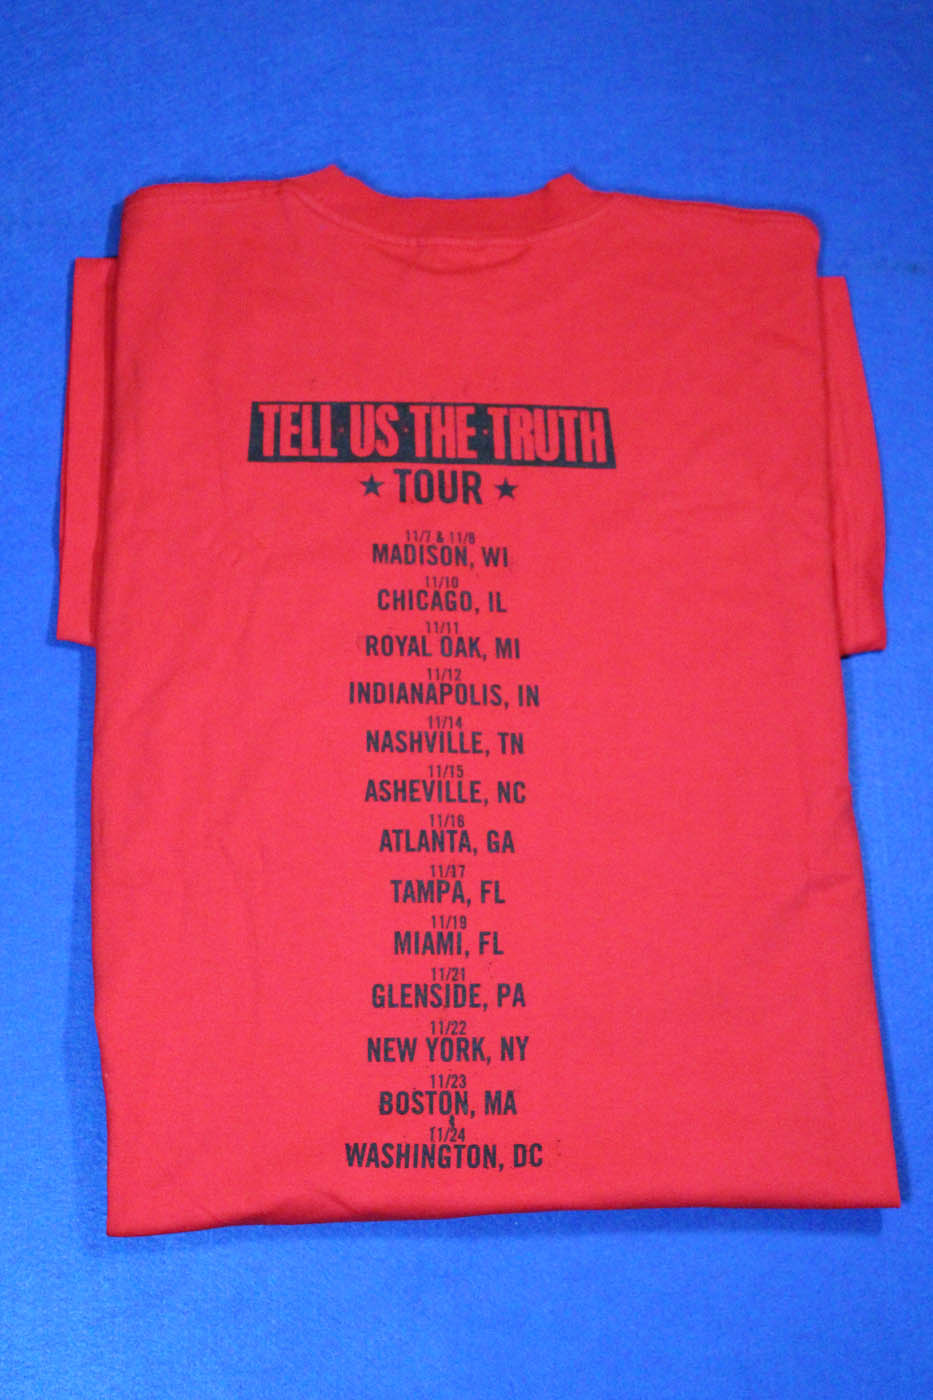 TELL·US·THE·TRUTH
★ TOUR ★
11/7 & 11/8
MADISON, WI
11/10
CHICAGO, IL
11/11
ROYAL OAK, MI
11/12
INDIANAPOLIS, IN
11/14
NASHVILLE, TN
11/15
ASHEVILLE, NC
11/16
ATLANTA, GA
11/17
TAMPA, FL
11/19
MIAMI, FL
11/21
GLENSIDE, PA
11/22
NEW YORK, NY
11/23
BOSTON, MA
11/24
WASHINGTON, DC